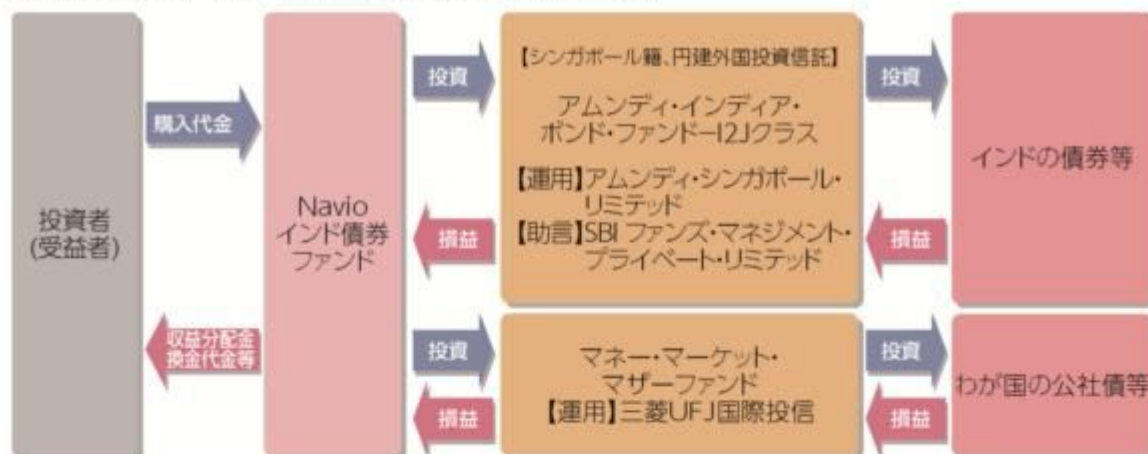 投資者
(受益者)
購入代金
収益分配金
換金代金等
Navio
インド債券
ファンド
投資
損益
【シンガポール籍、円建外国投資信託】
アムンディ・インディア・
ボンド・ファンドーI2Jクラス
【運用】アムンディ・シンガポール・
リミテッド
【助言】SBI ファンズ・マネジメント・
プライベート・リミテッド
投資
損益
インドの債券等
投資
損益
マネー・マーケット・
マザーファンド
【運用】三菱UFJ国際投信
投資
損益
わが国の公社債等